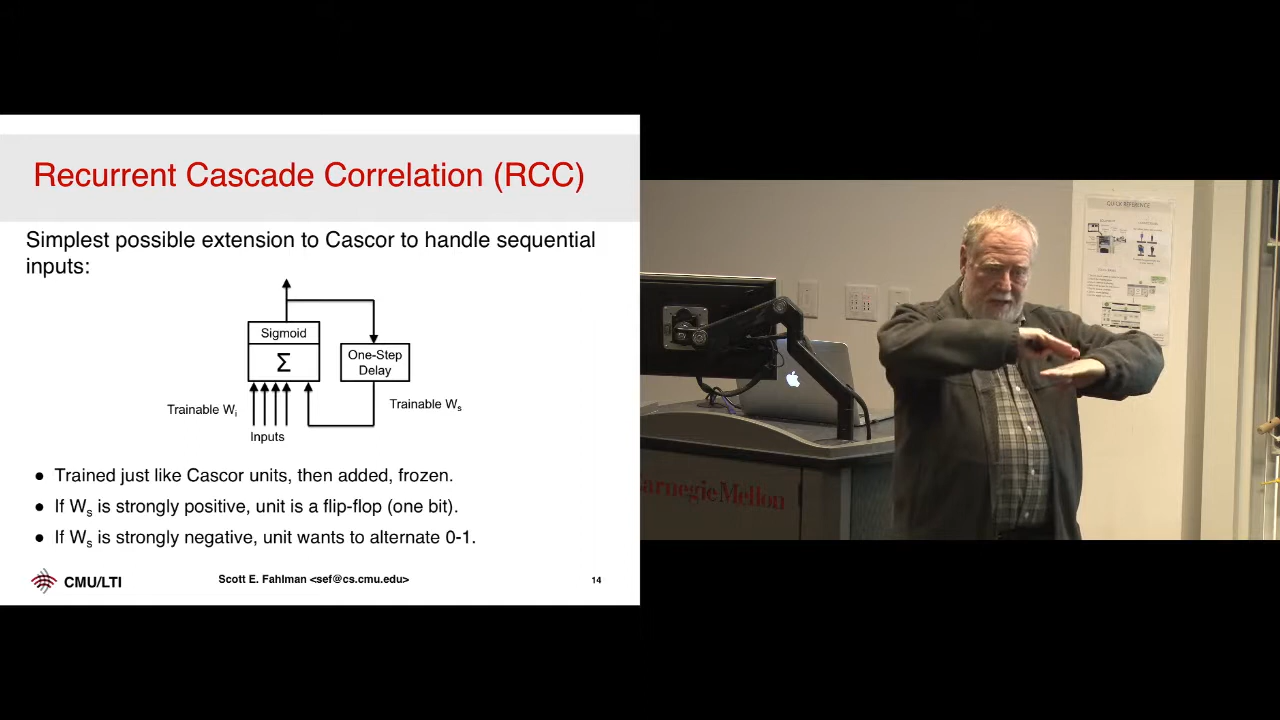 Recurrent Cascade Correlation (RCC)
Simplest possible extension to Cascor to handle sequential
inputs:
Sigmoid
Σ
One-Step
Delay
Trainable Wi
Trainable Ws
Inputs
● Trained just like Cascor units, then added, frozen.
● If Ws is strongly positive, unit is a flip-flop (one bit).
● If Ws is strongly negative, unit wants to alternate 0-1.
CMU/LTI
Scott E. Fahlman <sef@cs.cmu.edu>
14
QUICK REFERENCE
arnegie Mellon